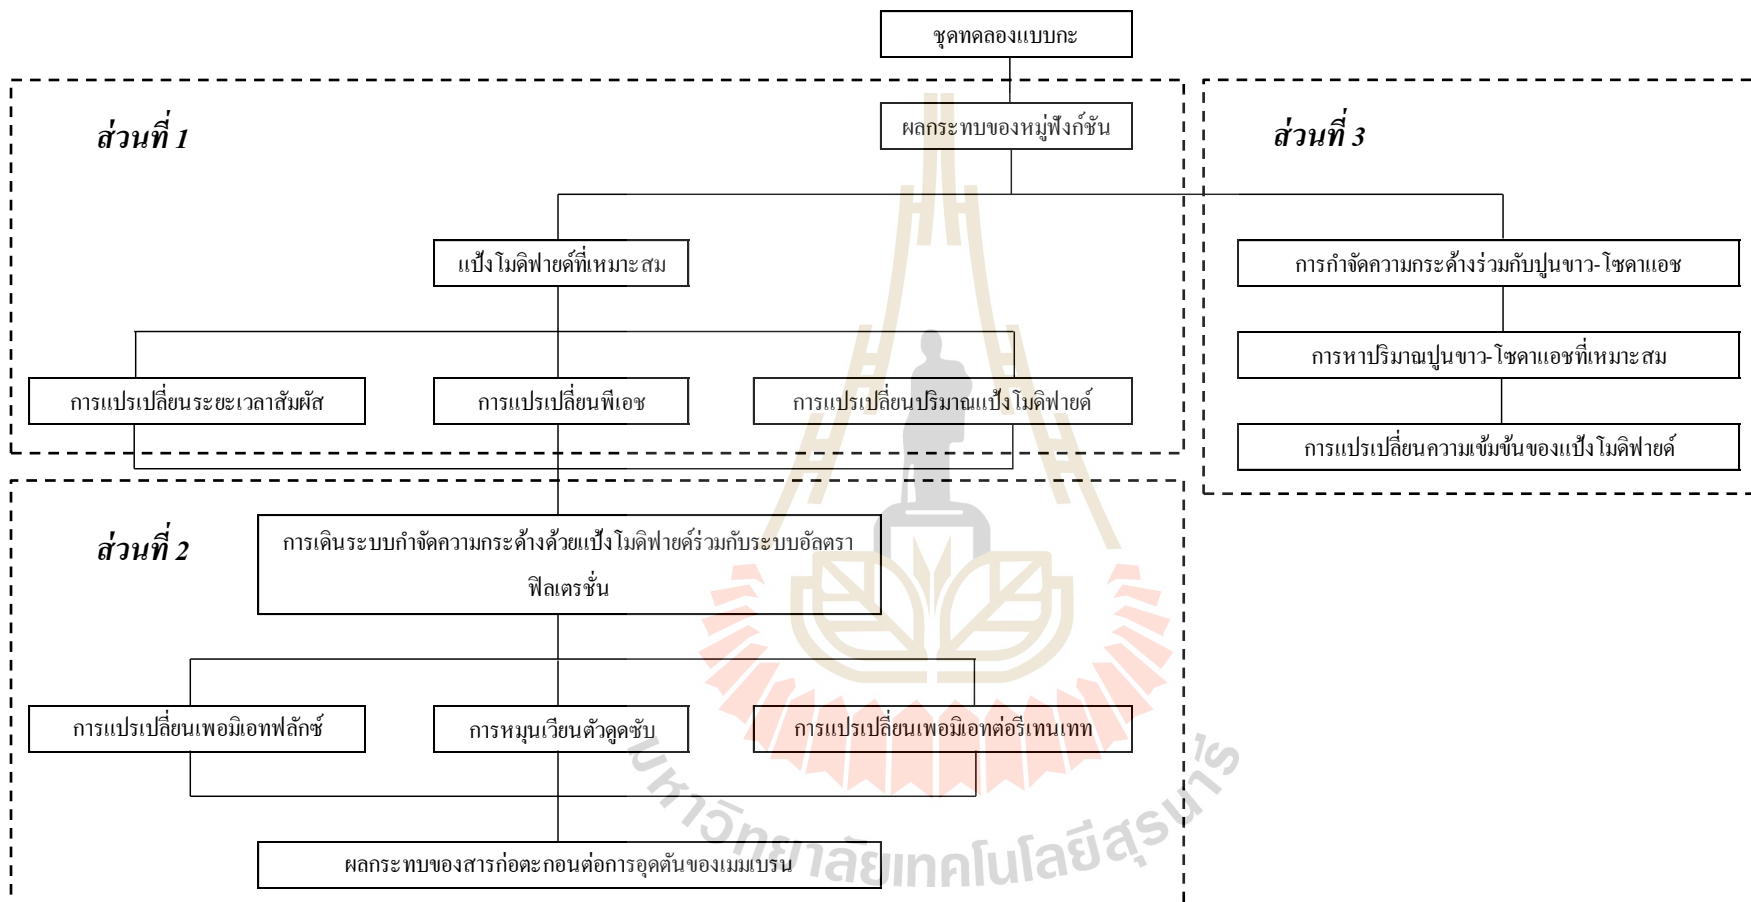 ชุดทดลองแบบกะ
ส่วนที่ 1
ผลกระทบของหมู่ฟังก์ชัน
ส่วนที่ 3
แป้งโมดิฟายด์ที่เหมาะสม
การกำจัดความกระด้างร่วมกับปูนขาว-โซดาแอช
การหาปริมาณปูนขาว-โซดาแอชที่เหมาะสม
การแปรเปลี่ยนระยะเวลาสัมผัส
การแปรเปลี่ยนพีเอช
การแปรเปลี่ยนปริมาณแป้งโมดิฟายด์
การแปรเปลี่ยนความเข้มข้นของแป้งโมดิฟายด์
ส่วนที่ 2
การเดินระบบกำจัดความกระด้างด้วยแป้งโมดิฟายด์ร่วมกับระบบอัลตรา
ฟิลเตรชั่น
การแปรเปลี่ยนเพอมิเอทฟลักซ์
การหมุนเวียนตัวดูดซับ
การแปรเปลี่ยนเพอมิเอทต่อรีเทนเทท
ผลกระทบของสารก่อตะกอนต่อการอุดตันของเมมเบรน
มหาวิทยาลัยเทคโนโลยีสุรนารี